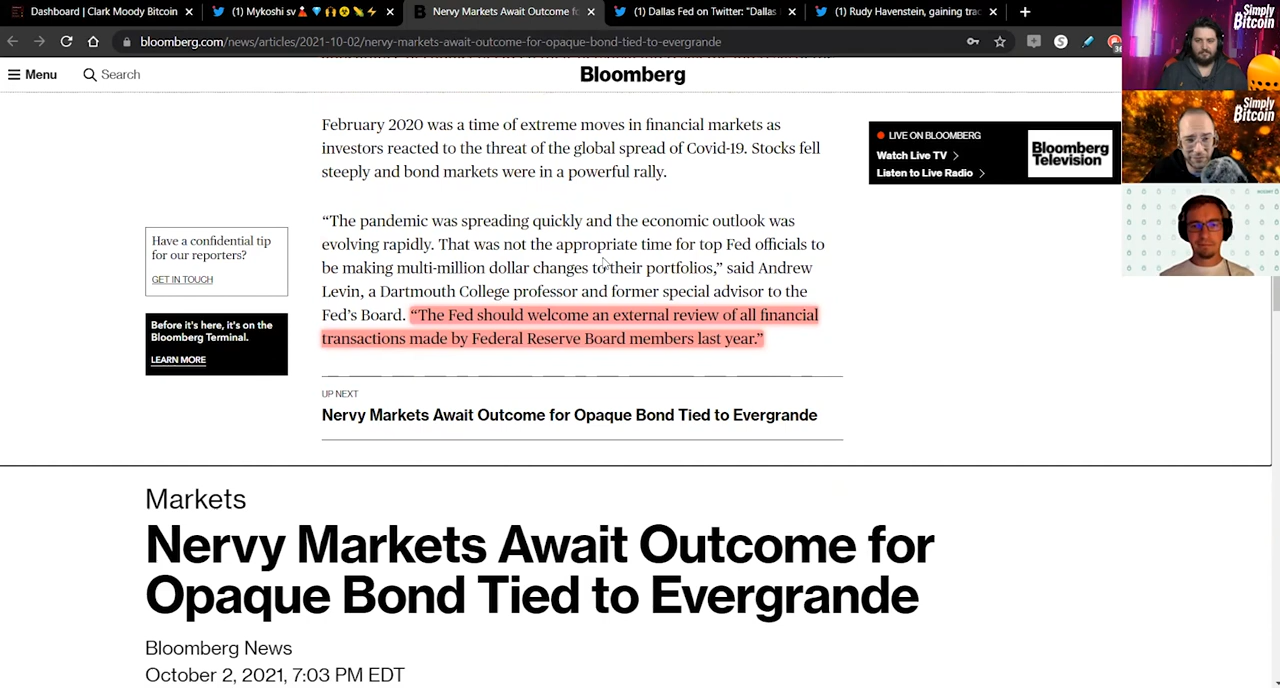 Dashboard | Clark Moody Bitcoin
(1) Mykoshi sv
Nervy Markets Await Outcome fo
(1) Dallas Fed on Twitter: "Dallas
(1) Rudy Havenstein, gaining trac
bloomberg.com/news/articles/2021-10-02/nervy-markets-await-outcome-for-opaque-bond-tied-to-evergrande
Menu
Search
Bloomberg
Simply
Bitcoin
Simply
Bitcoin
February 2020 was a time of extreme moves in financial markets as
investors reacted to the threat of the global spread of Covid-19. Stocks fell
steeply and bond markets were in a powerful rally.
LIVE ON BLOOMBERG
Watch Live TV >
Listen to Live Radio >
Bloomberg
Television
“The pandemic was spreading quickly and the economic outlook was
evolving rapidly. That was not the appropriate time for top Fed officials to
be making multi-million dollar changes to their portfolios,” said Andrew
Levin, a Dartmouth College professor and former special advisor to the
Fed’s Board. “The Fed should welcome an external review of all financial
transactions made by Federal Reserve Board members last year.”
Have a confidential tip
for our reporters?
GET IN TOUCH
Before it's here, it's on the
Bloomberg Terminal.
LEARN MORE
UP NEXT
Nervy Markets Await Outcome for Opaque Bond Tied to Evergrande
Markets
Nervy Markets Await Outcome for
Opaque Bond Tied to Evergrande
Bloomberg News
October 2, 2021, 7:03 PM EDT